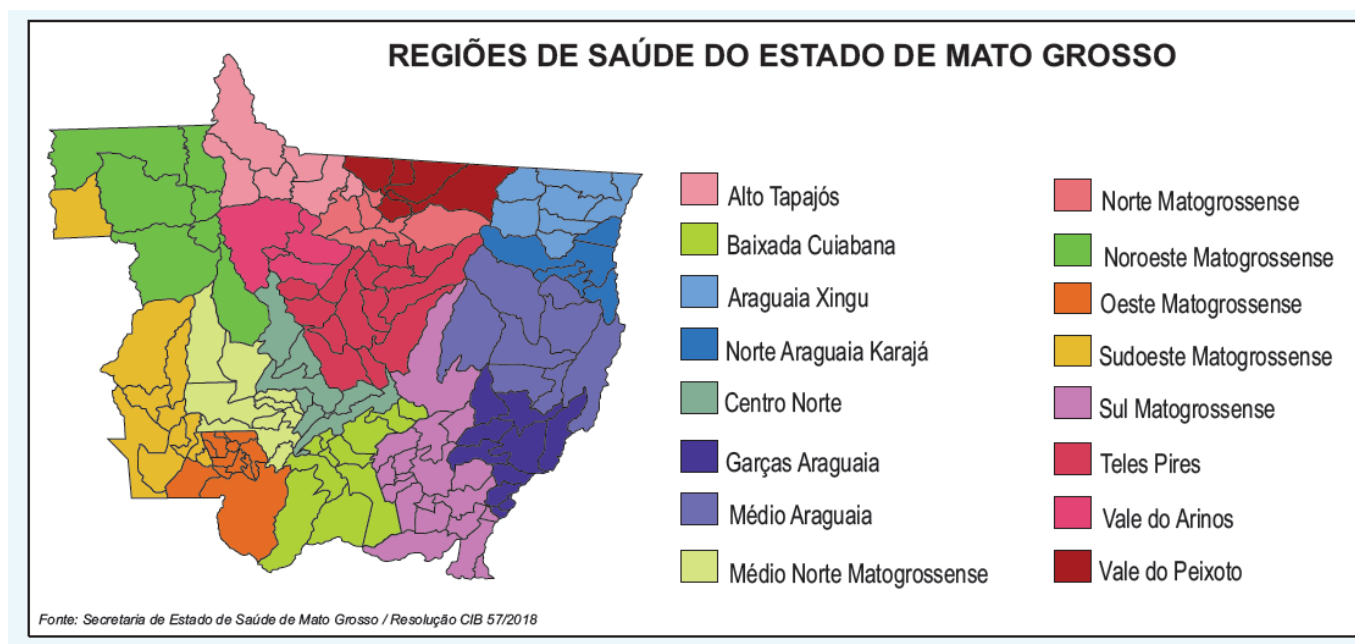 REGIÕES DE SAÚDE DO ESTADO DE MATO GROSSO
Alto Tapajós
Baixada Cuiabana
Araguaia Xingu
Norte Araguaia Karajá
Centro Norte
Garças Araguaia
Médio Araguaia
Médio Norte Matogrossense
Norte Matogrossense
Noroeste Matogrossense
Oeste Matogrossense
Sudoeste Matogrossense
Sul Matogrossense
Teles Pires
Vale do Arinos
Vale do Peixoto
Fonte: Secretaria de Estado de Saúde de Mato Grosso / Resolução CIB 57/2018